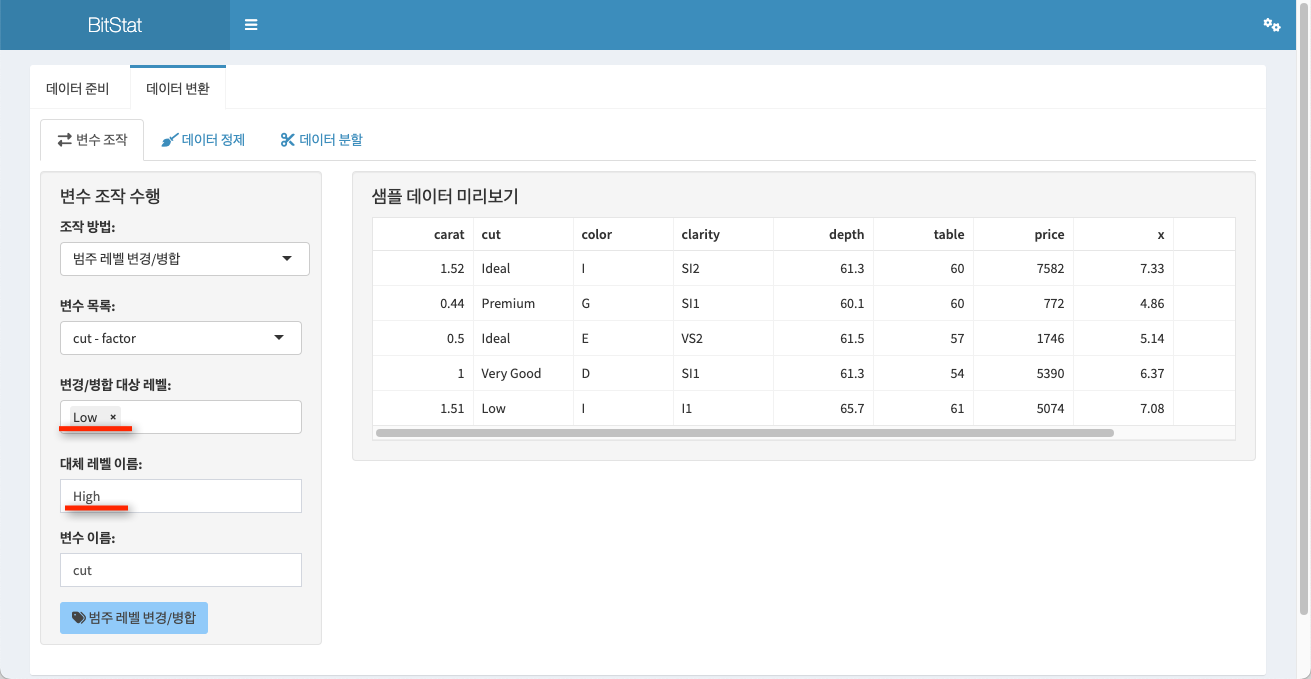 BitStat
데이터 준비 데이터 변환
변수 조작 데이터 정제 데이터 분할
변수 조작 수행
조작 방법:
범주 레벨 변경/병합
변수 목록:
cut - factor
변경/병합 대상 레벨:
Low ×
대체 레벨 이름:
High
변수 이름:
cut
범주 레벨 변경/병합
샘플 데이터 미리보기
carat cut color clarity depth table price x
1.52 Ideal I SI2 61.3 60 7582 7.33
0.44 Premium G SI1 60.1 60 772 4.86
0.5 Ideal E VS2 61.5 57 1746 5.14
1 Very Good D SI1 61.3 54 5390 6.37
1.51 Low I I1 65.7 61 5074 7.08